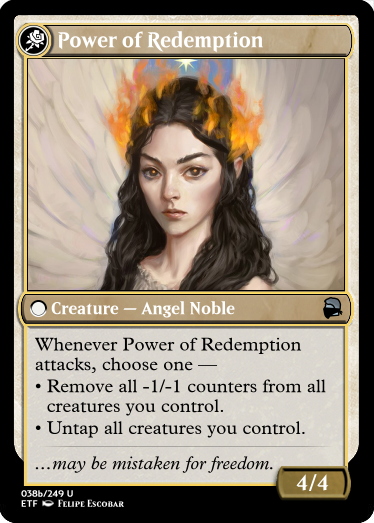 Power of Redemption
Creature — Angel Noble
Whenever Power of Redemption
attacks, choose one —
• Remove all -1/-1 counters from all
creatures you control.
• Untap all creatures you control.
…may be mistaken for freedom.
4/4
038b/249 U
ETF Felipe Escobar